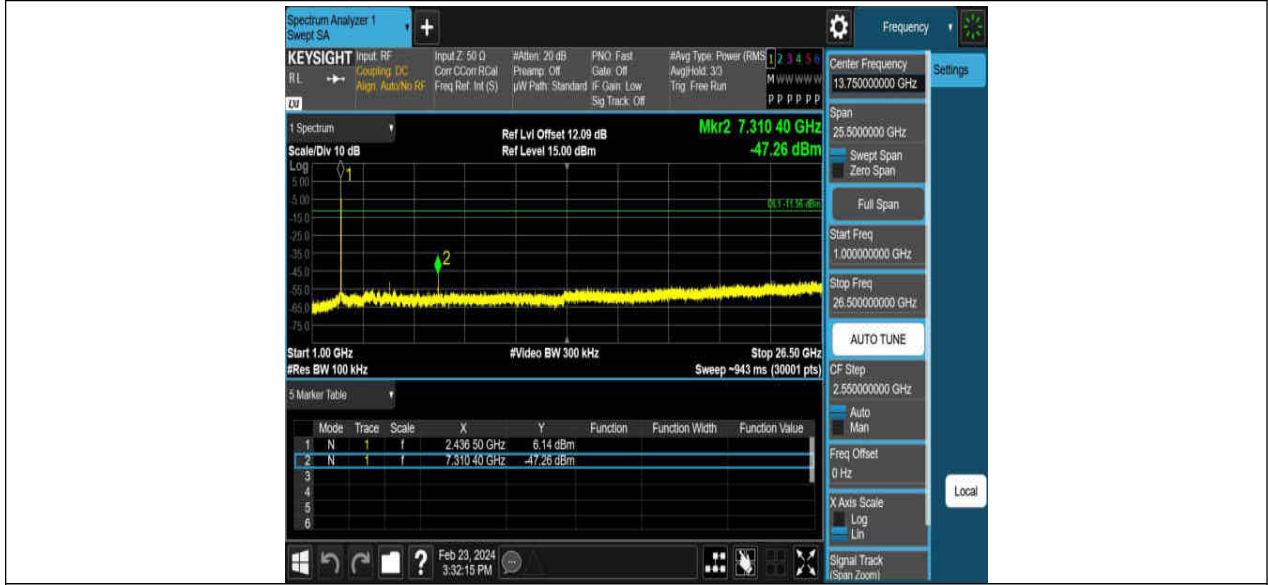 Spectrum Analyzer 1
Swept SA
+
Frequency
KEYSIGHT
RL
LXI
Input: RF
Coupling: DC
Align: Auto/No RF
Input Z: 50 Ω
Corr CCorr RCal
Freq Ref: Int (S)
#Atten: 20 dB
Preamp: Off
µW Path: Standard
PNO: Fast
Gate: Off
IF Gain: Low
Sig Track: Off
#Avg Type: Power (RMS
Avg|Hold: 3/3
Trig: Free Run
1 2 3 4 5 6
M W W W W W
P P P P P P
1 Spectrum
Scale/Div 10 dB
Ref Lvl Offset 12.09 dB
Ref Level 15.00 dBm
Mkr2 7.310 40 GHz
-47.26 dBm
Log
5.00
-5.00
-15.0
-25.0
-35.0
-45.0
-55.0
-65.0
-75.0
1
2
DL1 -11.56 dBm
Start 1.00 GHz
#Res BW 100 kHz
#Video BW 300 kHz
Stop 26.50 GHz
Sweep ~943 ms (30001 pts)
5 Marker Table
Mode Trace Scale X Y Function Function Width Function Value
1 N 1 f 2.436 50 GHz 6.14 dBm
2 N 1 f 7.310 40 GHz -47.26 dBm
3
4
5
6
Feb 23, 2024
3:32:15 PM
?
Center Frequency
13.750000000 GHz
Span
25.5000000 GHz
Swept Span
Zero Span
Full Span
Start Freq
1.000000000 GHz
Stop Freq
26.500000000 GHz
AUTO TUNE
CF Step
2.550000000 GHz
Auto
Man
Freq Offset
0 Hz
X Axis Scale
Log
Lin
Signal Track
(Span Zoom)
Settings
Local